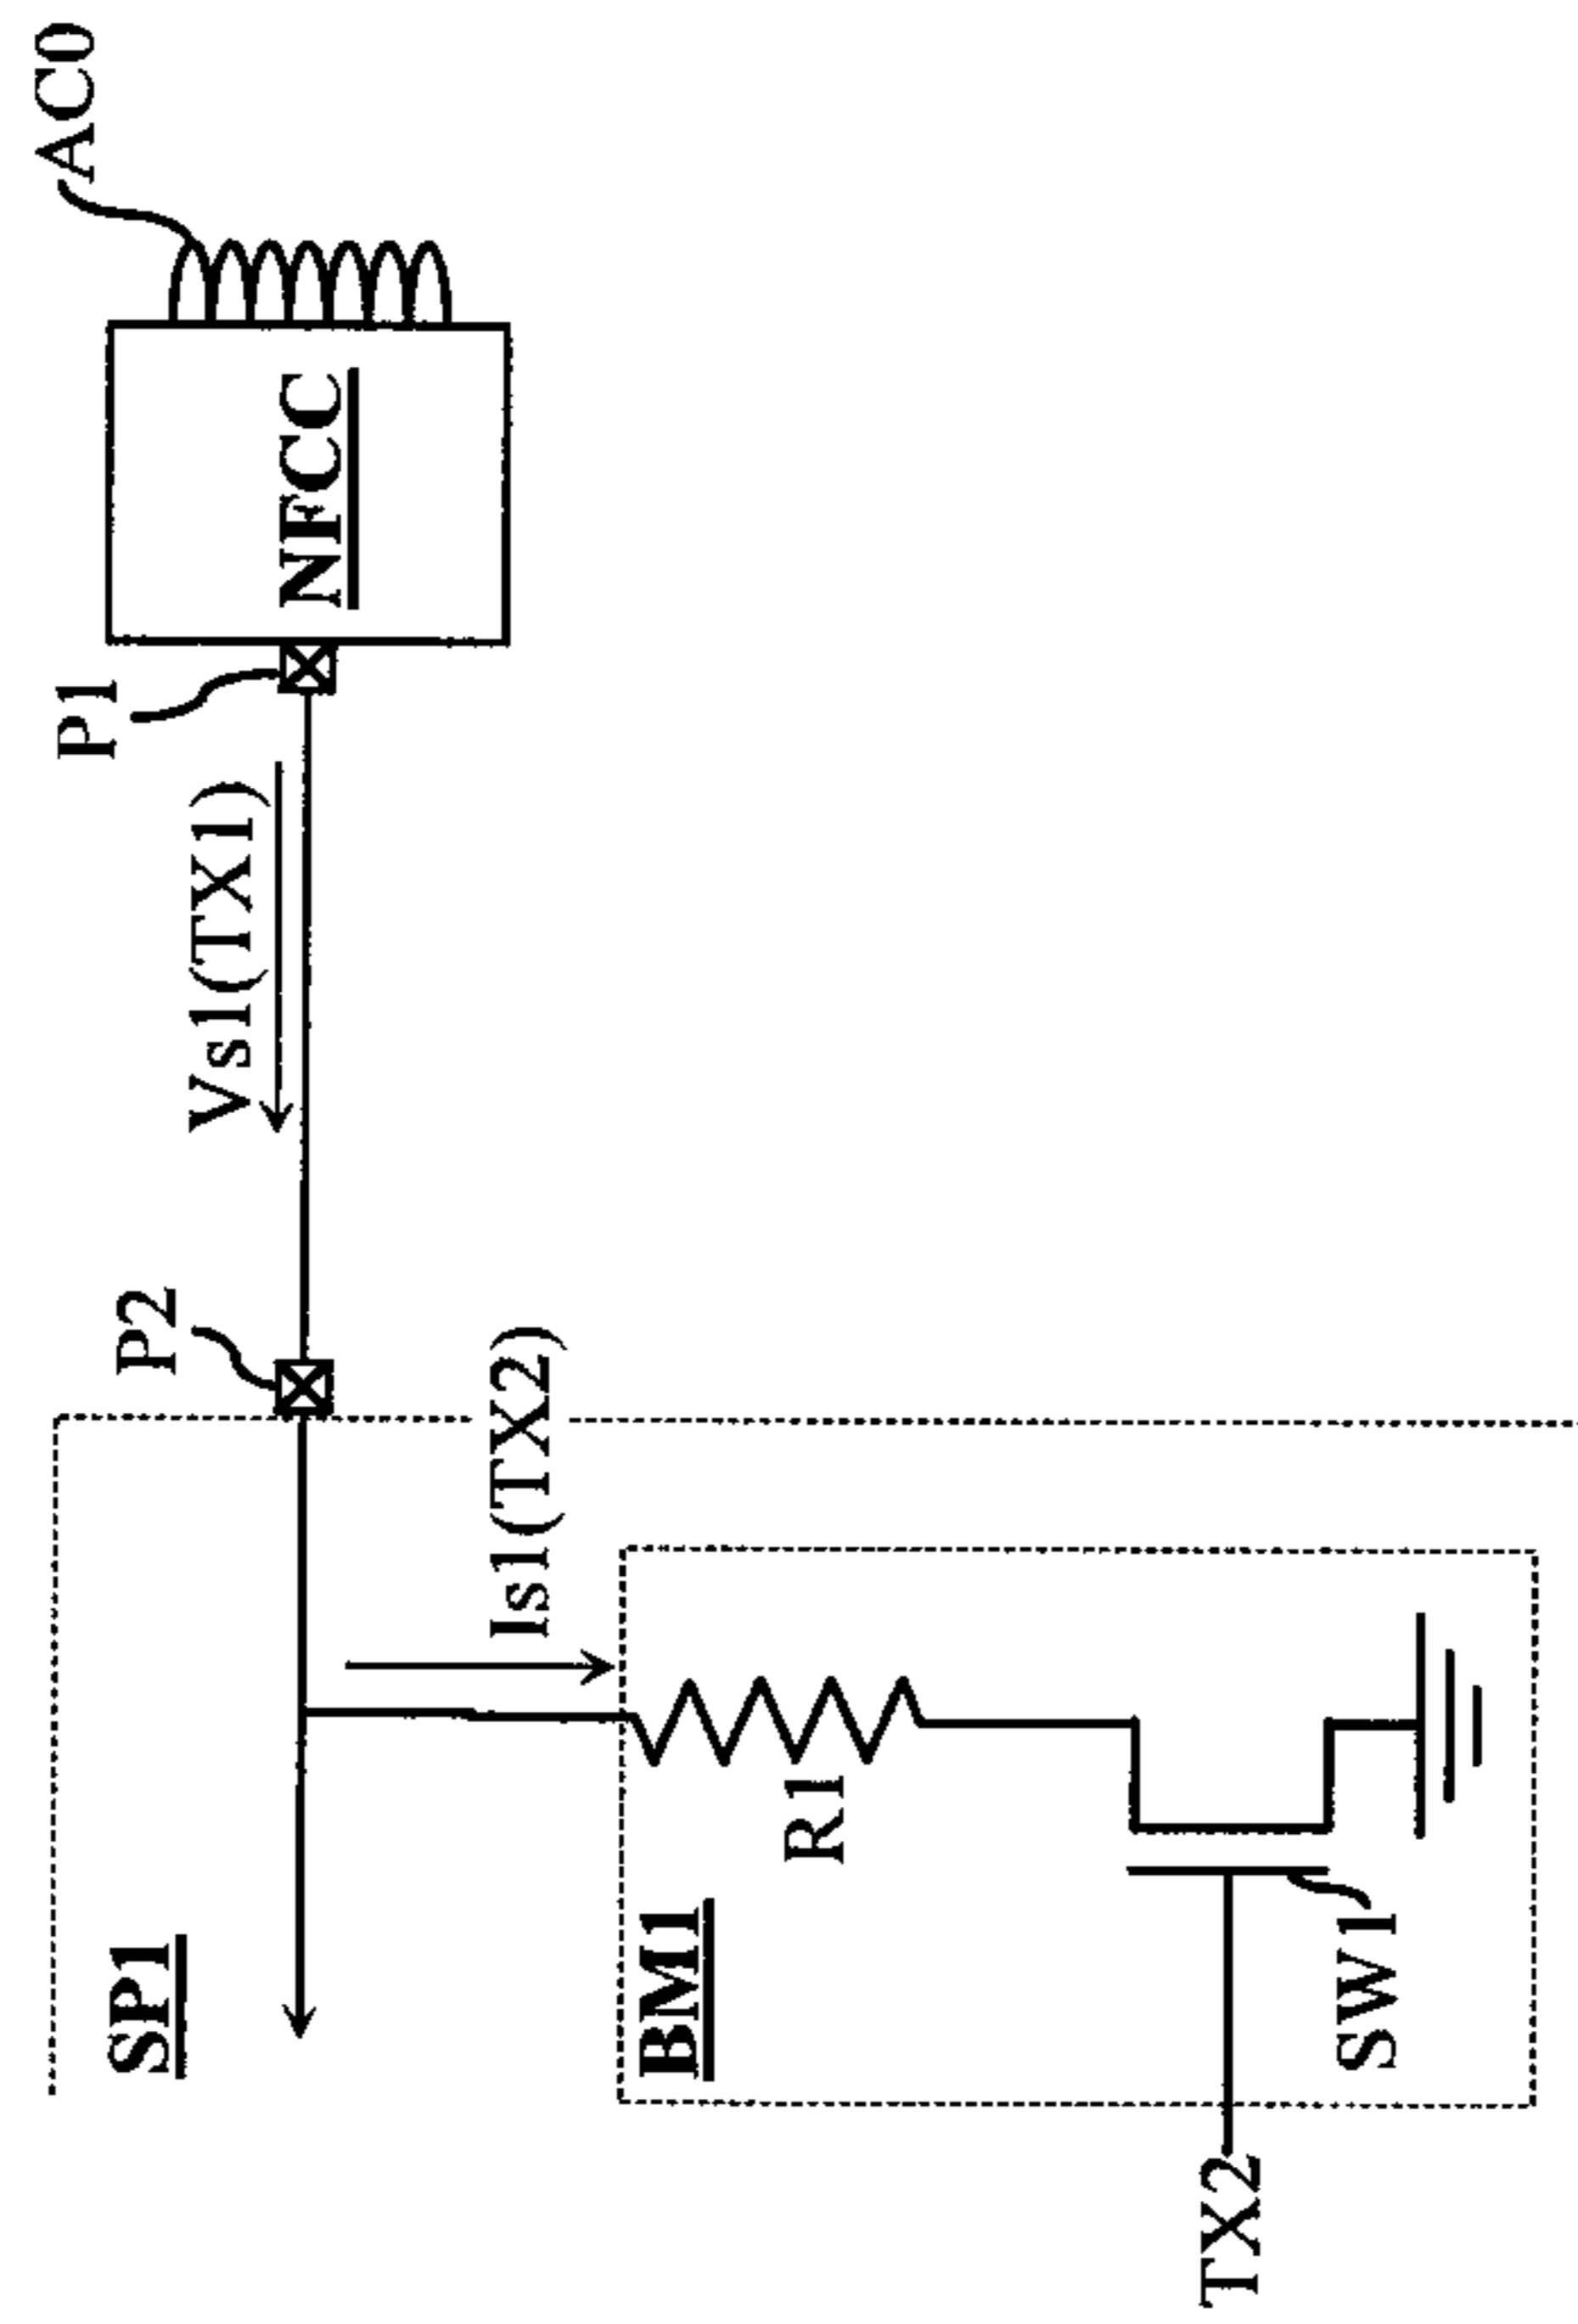 SP1
P2
Vs1(TX1)
P1
NFCC
AC0
Is1(TX2)
BM1
R1
TX2
SW1